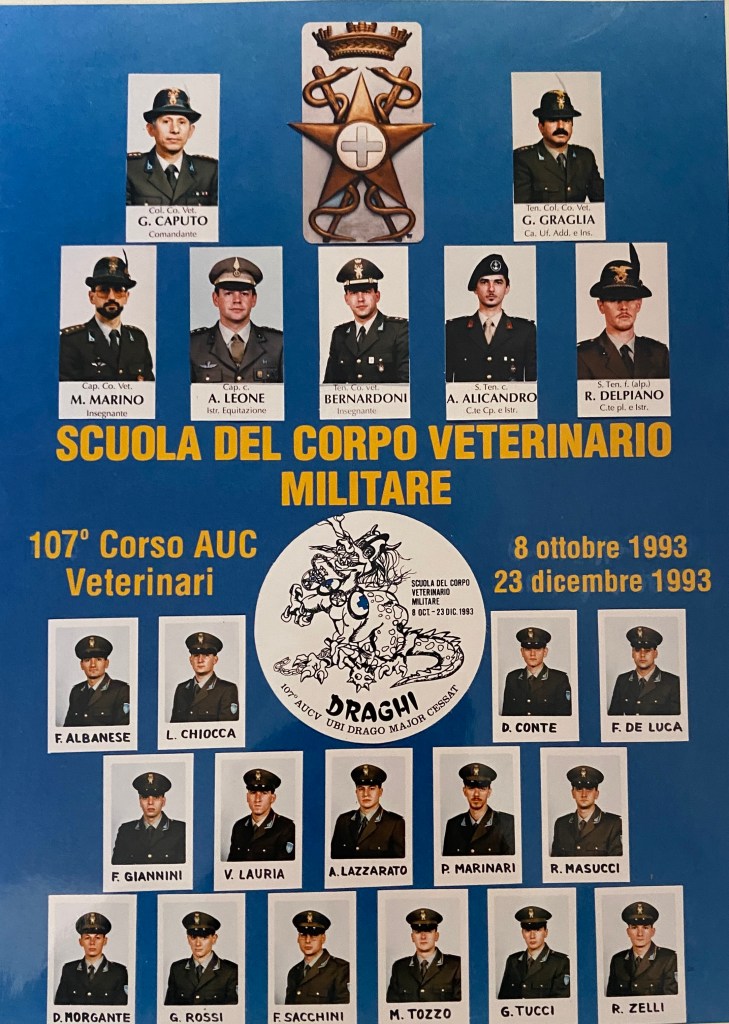 Col. Co. Vet.
G. CAPUTO
Comandante
Ten. Col. Co. Vet.
G. GRAGLIA
Ca. Uf. Add. e Ins.
Cap. Co. Vet.
M. MARINO
Insegnante
Cap. c.
A. LEONE
Istr. Equitazione
Ten. Co. vet.
BERNARDONI
Insegnante
S. Ten. c.
A. ALICANDRO
C.te Cp. e Istr.
S. Ten. f. (alp.)
R. DELPIANO
C.te pl. e Istr.
SCUOLA DEL CORPO VETERINARIO
MILITARE
107° Corso AUC
Veterinari
SCUOLA DEL CORPO
VETERINARIO
MILITARE
8 OCT. - 23 DIC. 1993
DRAGHI
107° AUCV UBI DRAGO MAJOR CESSAT
8 ottobre 1993
23 dicembre 1993
F. ALBANESE
L. CHIOCCA
D. CONTE
F. DE LUCA
F. GIANNINI
V. LAURIA
A. LAZZARATO
P. MARINARI
R. MASUCCI
D. MORGANTE
G. ROSSI
F. SACCHINI
M. TOZZO
G. TUCCI
R. ZELLI